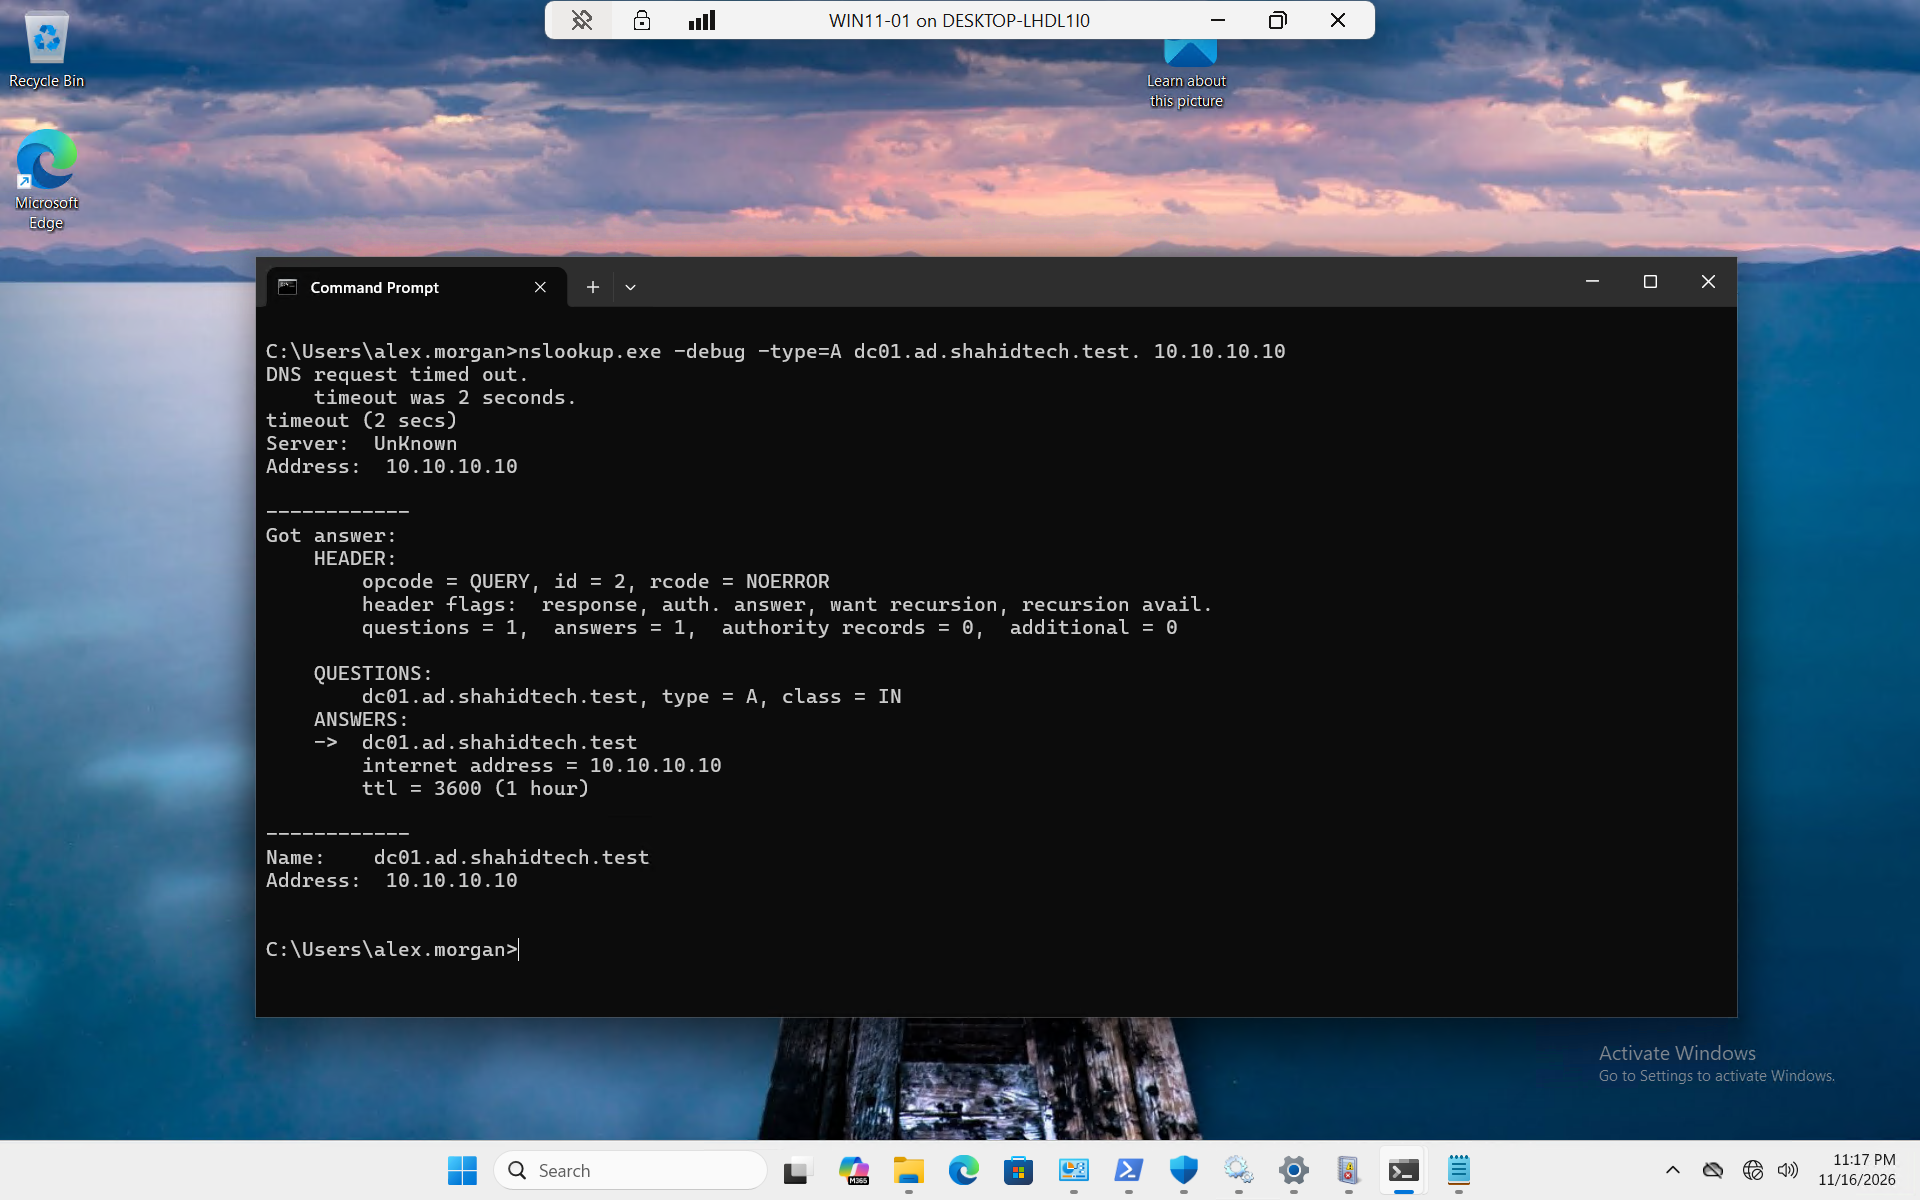 WIN11-01 on DESKTOP-LHDL1I0
Recycle Bin
Learn about
this picture
Microsoft
Edge
Command Prompt
C:\Users\alex.morgan>nslookup.exe -debug -type=A dc01.ad.shahidtech.test. 10.10.10.10
DNS request timed out.
    timeout was 2 seconds.
timeout (2 secs)
Server:  UnKnown
Address:  10.10.10.10
------------
Got answer:
    HEADER:
        opcode = QUERY, id = 2, rcode = NOERROR
        header flags:  response, auth. answer, want recursion, recursion avail.
        questions = 1,  answers = 1,  authority records = 0,  additional = 0
    QUESTIONS:
        dc01.ad.shahidtech.test, type = A, class = IN
    ANSWERS:
    ->  dc01.ad.shahidtech.test
        internet address = 10.10.10.10
        ttl = 3600 (1 hour)
------------
Name:    dc01.ad.shahidtech.test
Address:  10.10.10.10
C:\Users\alex.morgan>
Activate Windows
Go to Settings to activate Windows.
Search
M365
11:17 PM
11/16/2026